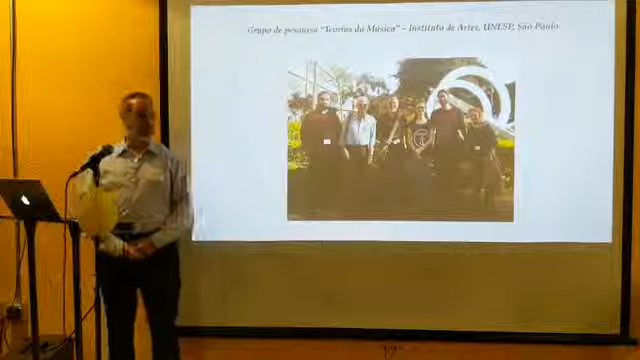 Grupo de pesquisa "Teorias da Música" – Instituto de Artes, UNESP, São Paulo